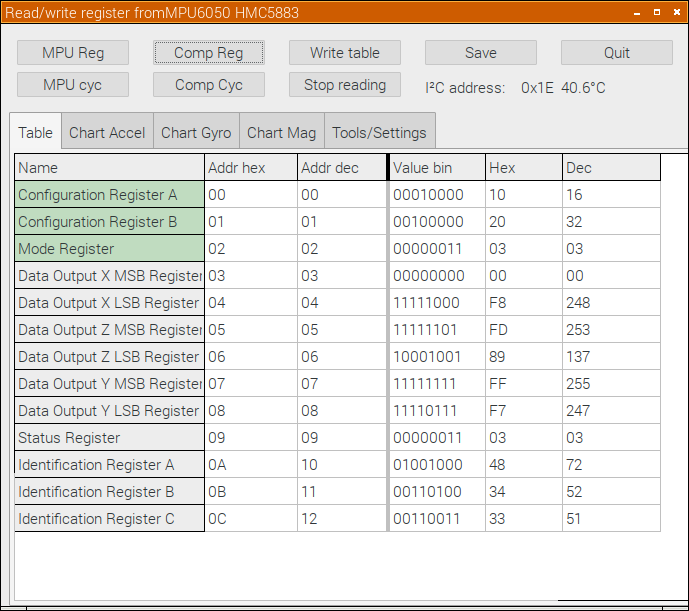 Read/write register fromMPU6050 HMC5883
MPU Reg Comp Reg Write table Save Quit
MPU cyc Comp Cyc Stop reading I²C address: 0x1E 40.6°C
Table Chart Accel Chart Gyro Chart Mag Tools/Settings
Name Addr hex Addr dec Value bin Hex Dec
Configuration Register A 00 00 00010000 10 16
Configuration Register B 01 01 00100000 20 32
Mode Register 02 02 00000011 03 03
Data Output X MSB Register 03 03 00000000 00 00
Data Output X LSB Register 04 04 11111000 F8 248
Data Output Z MSB Register 05 05 11111101 FD 253
Data Output Z LSB Register 06 06 10001001 89 137
Data Output Y MSB Register 07 07 11111111 FF 255
Data Output Y LSB Register 08 08 11110111 F7 247
Status Register 09 09 00000011 03 03
Identification Register A 0A 10 01001000 48 72
Identification Register B 0B 11 00110100 34 52
Identification Register C 0C 12 00110011 33 51